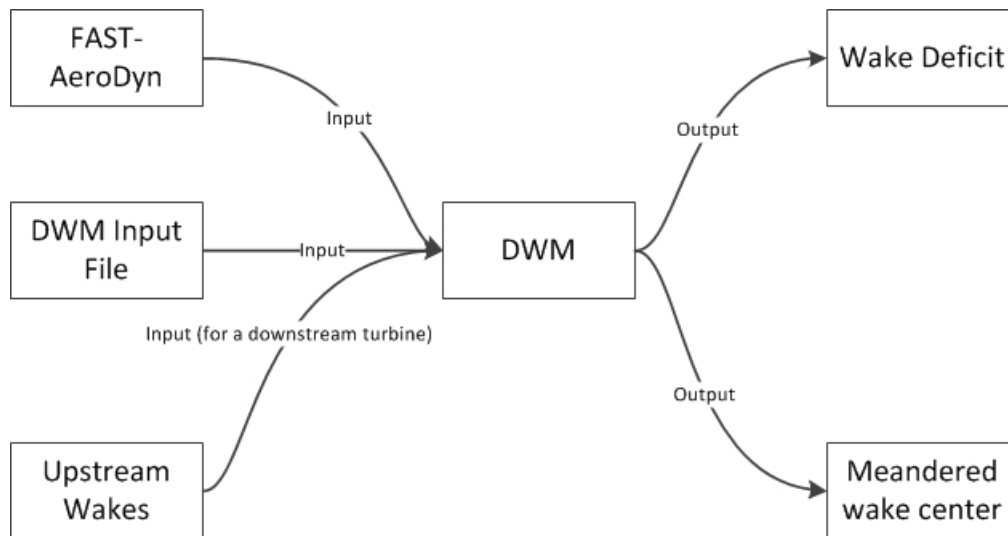 FAST-
AeroDyn
Input
DWM Input
File
Input
Input (for a downstream turbine)
Upstream
Wakes
DWM
Output
Wake Deficit
Output
Meandered
wake center